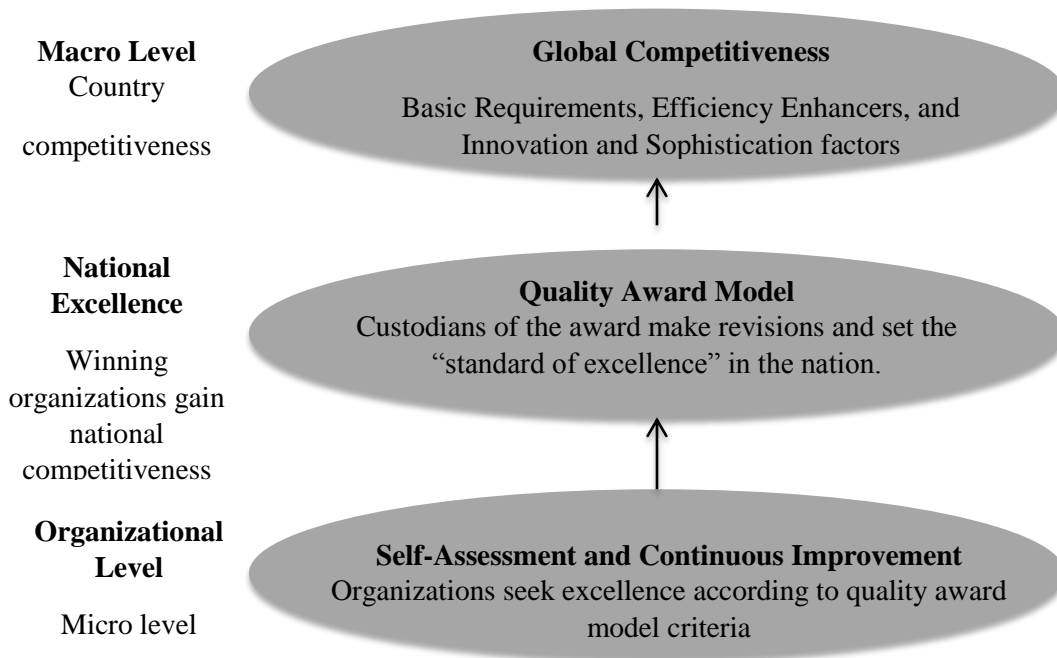 Macro Level
Country
competitiveness
Global Competitiveness
Basic Requirements, Efficiency Enhancers, and
Innovation and Sophistication factors
National
Excellence
Winning
organizations gain
national
competitiveness
Quality Award Model
Custodians of the award make revisions and set the
“standard of excellence” in the nation.
Organizational
Level
Micro level
Self-Assessment and Continuous Improvement
Organizations seek excellence according to quality award
model criteria